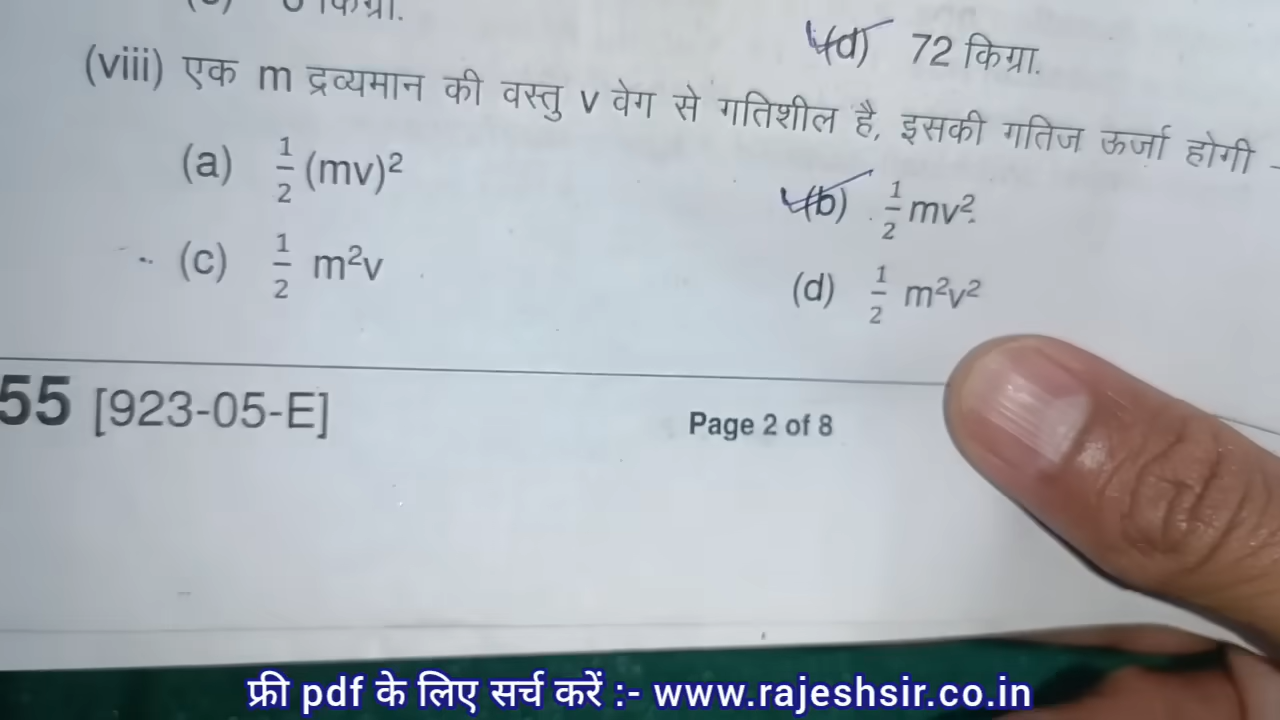 किग्रा.
(d) 72 किग्रा.
(viii) एक m द्रव्यमान की वस्तु v वेग से गतिशील है, इसकी गतिज ऊर्जा होगी -
(a) 1/2 (mv)²
(b) 1/2 mv²
(c) 1/2 m²v
(d) 1/2 m²v²
55 [923-05-E]
Page 2 of 8
फ्री pdf के लिए सर्च करें :- www.rajeshsir.co.in